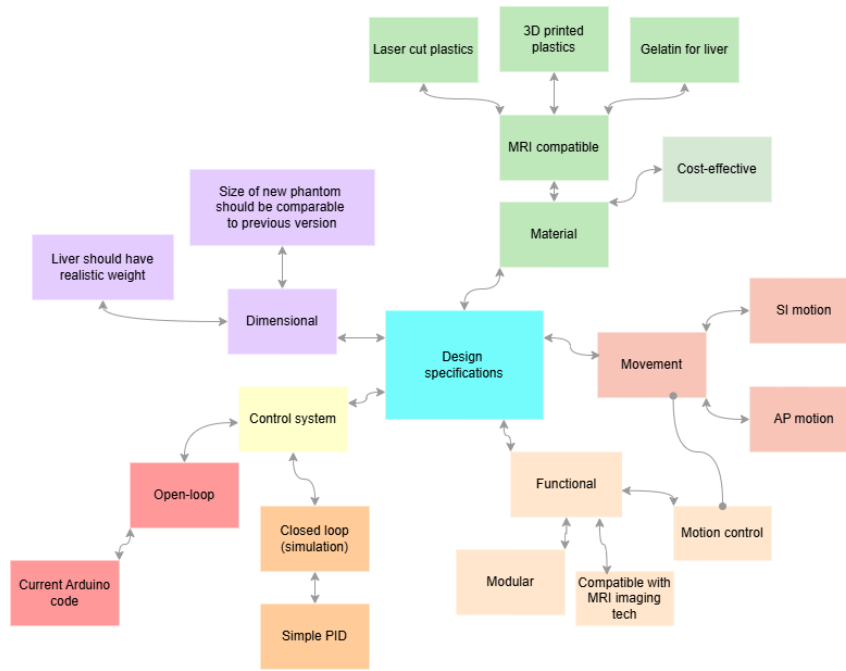 3D printed
plastics
Laser cut plastics
Gelatin for liver
MRI compatible
Cost-effective
Material
Size of new phantom
should be comparable
to previous version
Liver should have
realistic weight
Dimensional
Design
specifications
SI motion
Movement
AP motion
Control system
Open-loop
Functional
Closed loop
(simulation)
Motion control
Current Arduino
code
Modular
Compatible with
MRI imaging
tech
Simple PID